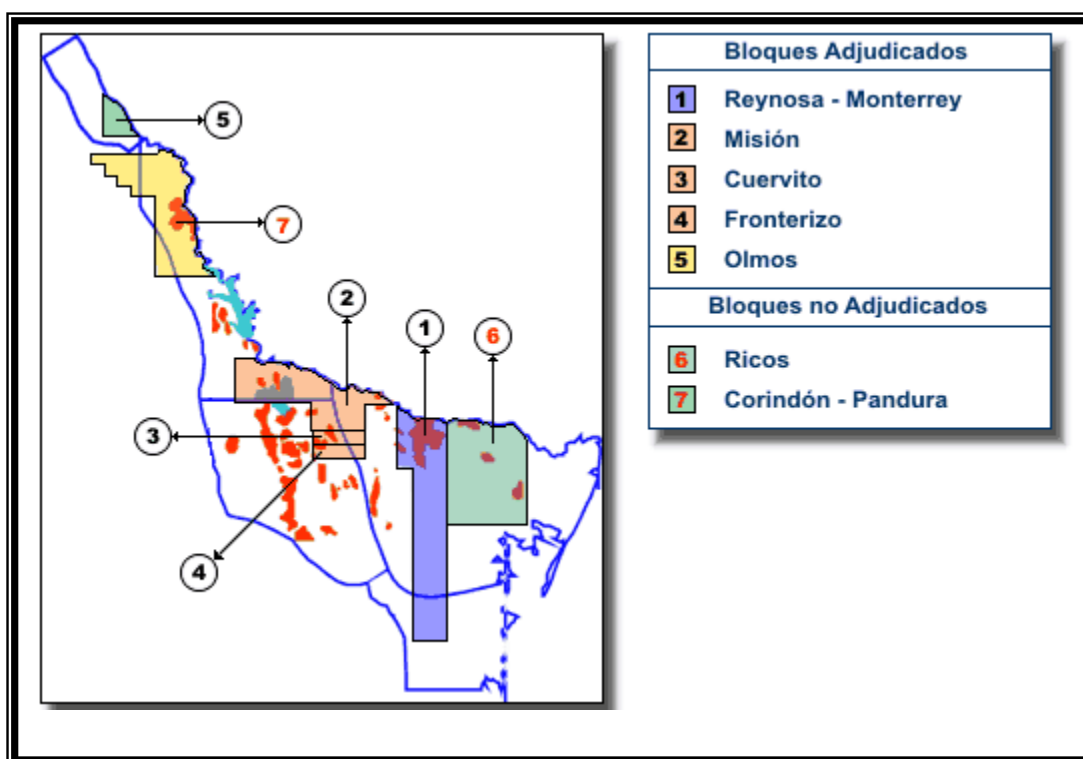 5
7
2
1
6
3
4
Bloques Adjudicados
1 Reynosa - Monterrey
2 Misión
3 Cuervito
4 Fronterizo
5 Olmos
Bloques no Adjudicados
6 Ricos
7 Corindón - Pandura